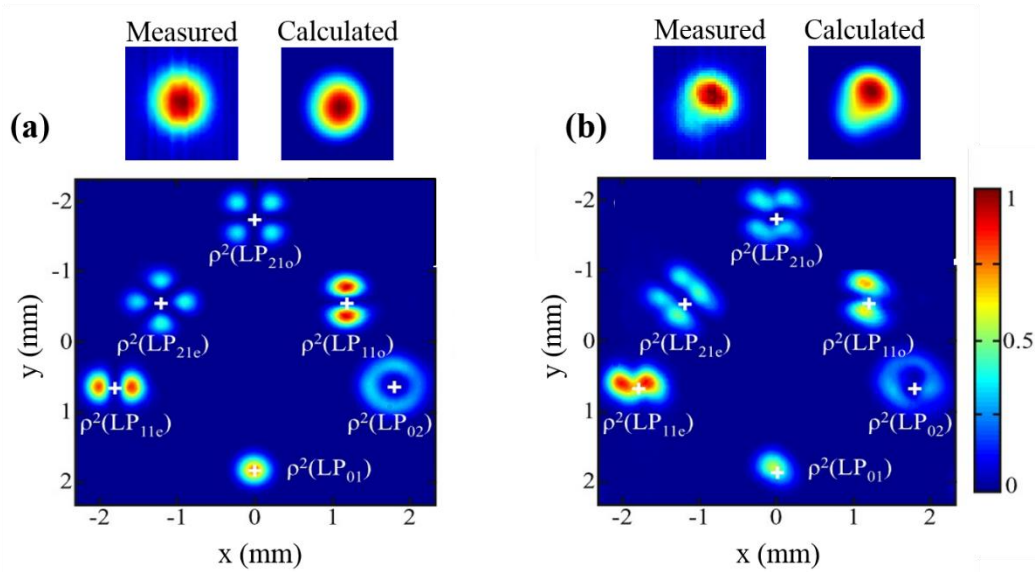 Measured Calculated
(a)
-2
-1
0
1
2
y (mm)
ρ²(LP₂₁ₒ)
ρ²(LP₂₁ₑ)
ρ²(LP₁₁ₒ)
ρ²(LP₁₁ₑ)
ρ²(LP₀₂)
ρ²(LP₀₁)
-2 -1 0 1 2
x (mm)
Measured Calculated
(b)
-2
-1
0
1
2
y (mm)
ρ²(LP₂₁ₒ)
ρ²(LP₂₁ₑ)
ρ²(LP₁₁ₒ)
ρ²(LP₁₁ₑ)
ρ²(LP₀₂)
ρ²(LP₀₁)
-2 -1 0 1 2
x (mm)
1
0.5
0